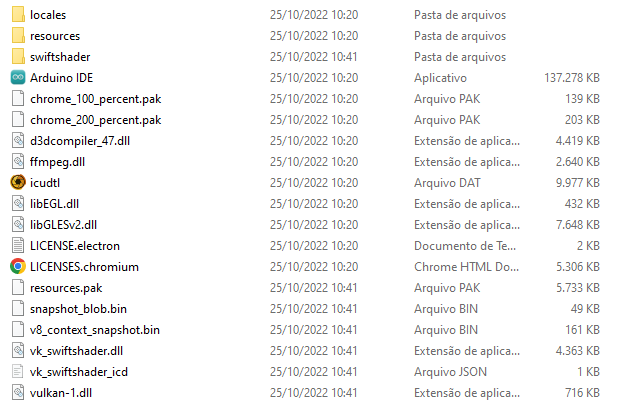 locales 25/10/2022 10:20 Pasta de arquivos
resources 25/10/2022 10:20 Pasta de arquivos
swiftshader 25/10/2022 10:41 Pasta de arquivos
Arduino IDE 25/10/2022 10:20 Aplicativo 137.278 KB
chrome_100_percent.pak 25/10/2022 10:20 Arquivo PAK 139 KB
chrome_200_percent.pak 25/10/2022 10:20 Arquivo PAK 203 KB
d3dcompiler_47.dll 25/10/2022 10:20 Extensão de aplica... 4.419 KB
ffmpeg.dll 25/10/2022 10:20 Extensão de aplica... 2.640 KB
icudtl 25/10/2022 10:20 Arquivo DAT 9.977 KB
libEGL.dll 25/10/2022 10:20 Extensão de aplica... 432 KB
libGLESv2.dll 25/10/2022 10:20 Extensão de aplica... 7.648 KB
LICENSE.electron 25/10/2022 10:20 Documento de Te... 2 KB
LICENSES.chromium 25/10/2022 10:20 Chrome HTML Do... 5.306 KB
resources.pak 25/10/2022 10:41 Arquivo PAK 5.733 KB
snapshot_blob.bin 25/10/2022 10:41 Arquivo BIN 49 KB
v8_context_snapshot.bin 25/10/2022 10:41 Arquivo BIN 161 KB
vk_swiftshader.dll 25/10/2022 10:41 Extensão de aplica... 4.363 KB
vk_swiftshader_icd 25/10/2022 10:41 Arquivo JSON 1 KB
vulkan-1.dll 25/10/2022 10:41 Extensão de aplica... 716 KB